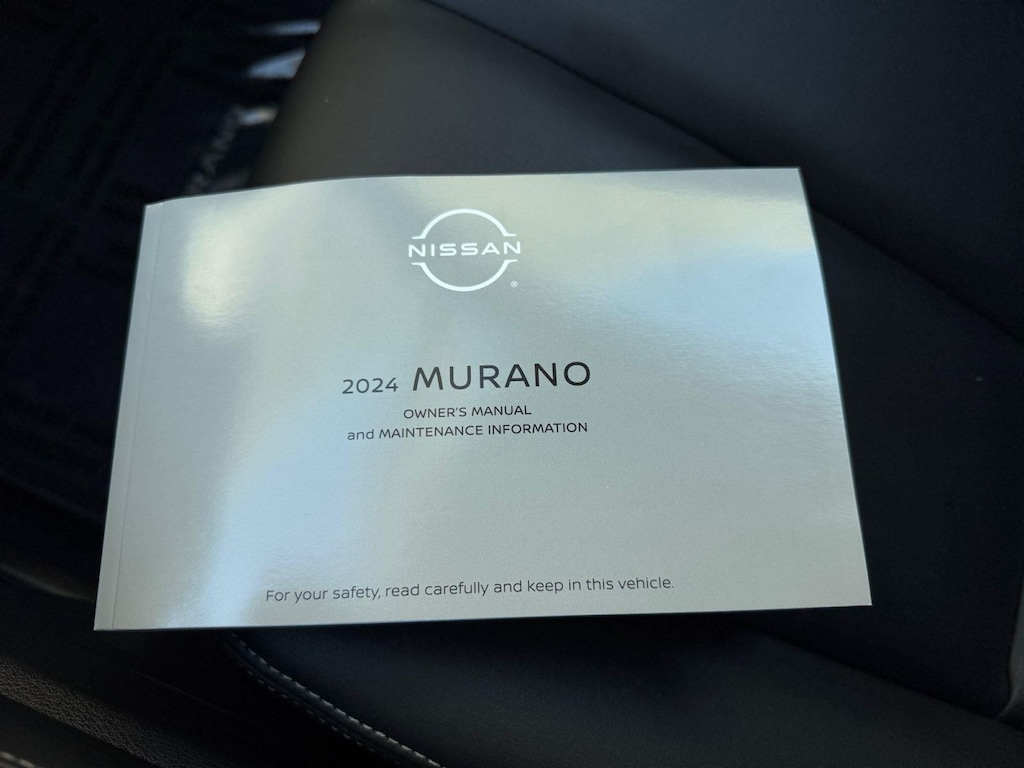 NISSAN
®
2024 MURANO
OWNER'S MANUAL
and MAINTENANCE INFORMATION
For your safety, read carefully and keep in this vehicle.